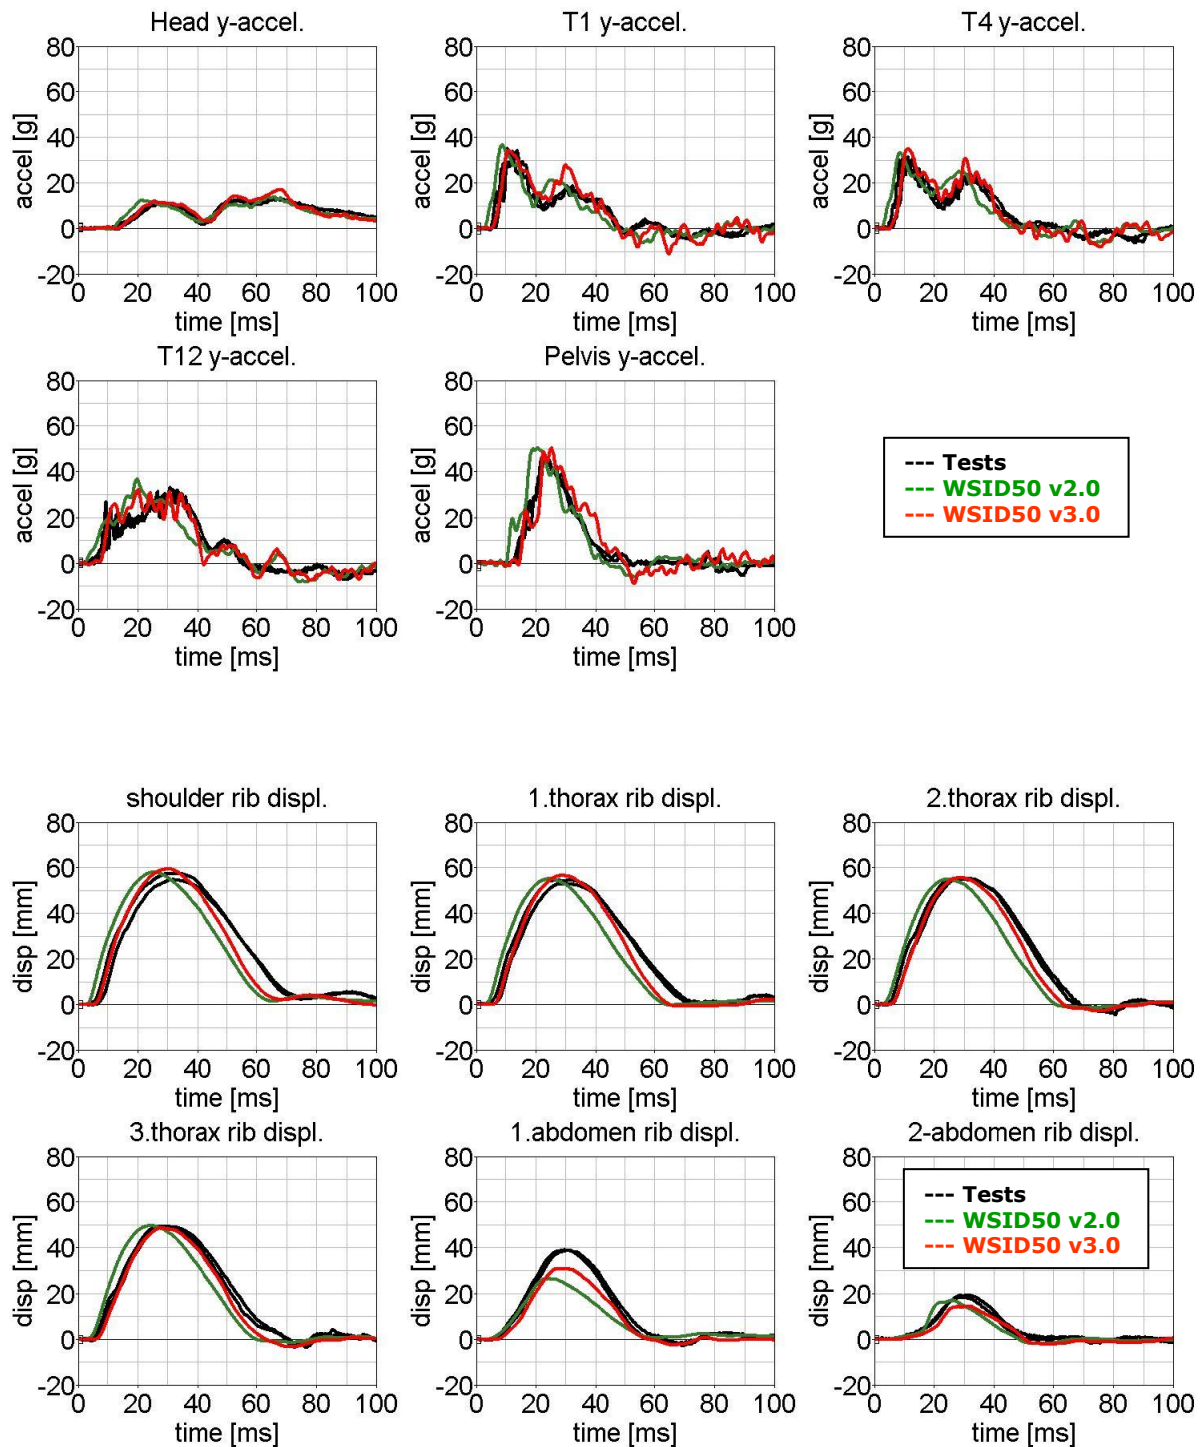 Head y-accel. T1 y-accel. T4 y-accel.
80 80 80
60 60 60
40 40 40
20 20 20
0 0 0
-20 -20 -20
accel [g] accel [g] accel [g]
0 20 40 60 80 100 0 20 40 60 80 100 0 20 40 60 80 100
time [ms] time [ms] time [ms]
T12 y-accel. Pelvis y-accel.
80 80
60 60
40 40
20 20
0 0
-20 -20
accel [g] accel [g]
0 20 40 60 80 100 0 20 40 60 80 100
time [ms] time [ms]
--- Tests
--- WSID50 v2.0
--- WSID50 v3.0
shoulder rib displ. 1.thorax rib displ. 2.thorax rib displ.
80 80 80
60 60 60
40 40 40
20 20 20
0 0 0
-20 -20 -20
disp [mm] disp [mm] disp [mm]
0 20 40 60 80 100 0 20 40 60 80 100 0 20 40 60 80 100
time [ms] time [ms] time [ms]
3.thorax rib displ. 1.abdomen rib displ. 2-abdomen rib displ.
80 80 80
60 60 60
40 40 40
20 20 20
0 0 0
-20 -20 -20
disp [mm] disp [mm] disp [mm]
--- Tests
--- WSID50 v2.0
--- WSID50 v3.0
0 20 40 60 80 100 0 20 40 60 80 100 0 20 40 60 80 100
time [ms] time [ms] time [ms]